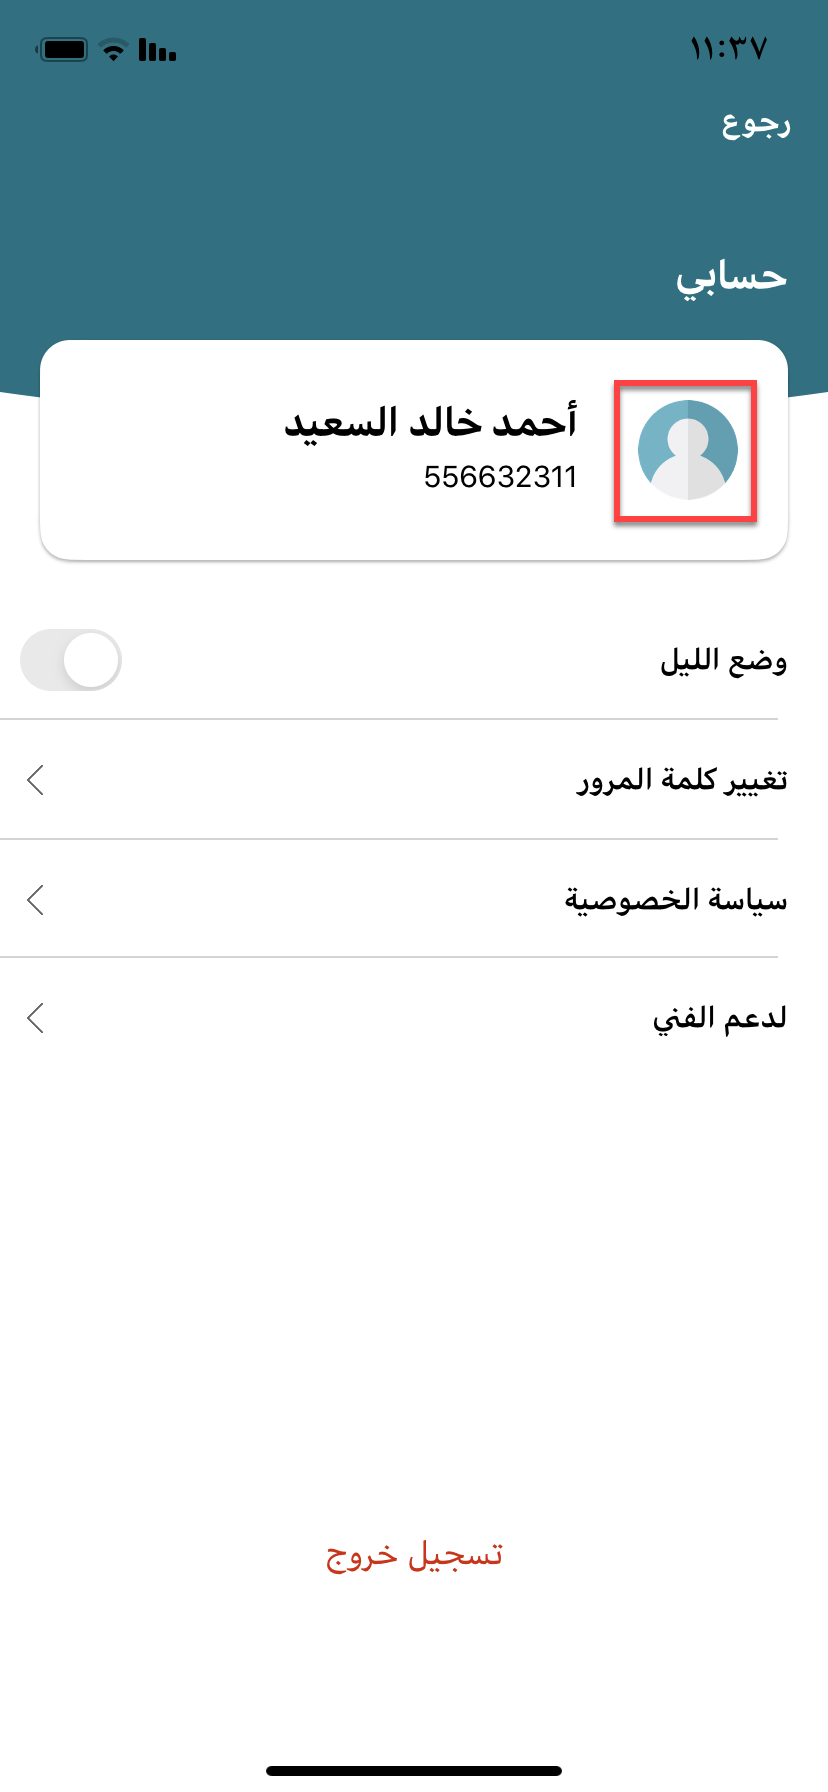 ١١:٣٧
رجوع
حسابي
أحمد خالد السعيد
556632311
وضع الليل
تغيير كلمة المرور
سياسة الخصوصية
لدعم الفني
تسجيل خروج